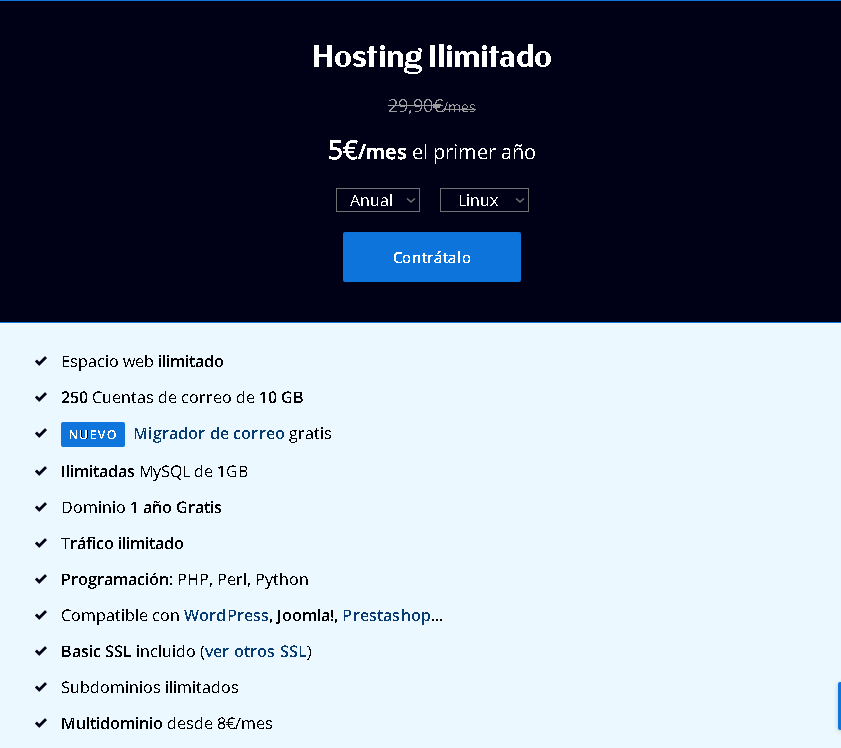 Hosting Ilimitado
29,90€/mes
5€/mes el primer año
Anual Linux
Contrátalo
Espacio web ilimitado
250 Cuentas de correo de 10 GB
NUEVO Migrador de correo gratis
Ilimitadas MySQL de 1GB
Dominio 1 año Gratis
Tráfico ilimitado
Programación: PHP, Perl, Python
Compatible con WordPress, Joomla!, Prestashop...
Basic SSL incluido (ver otros SSL)
Subdominios ilimitados
Multidominio desde 8€/mes